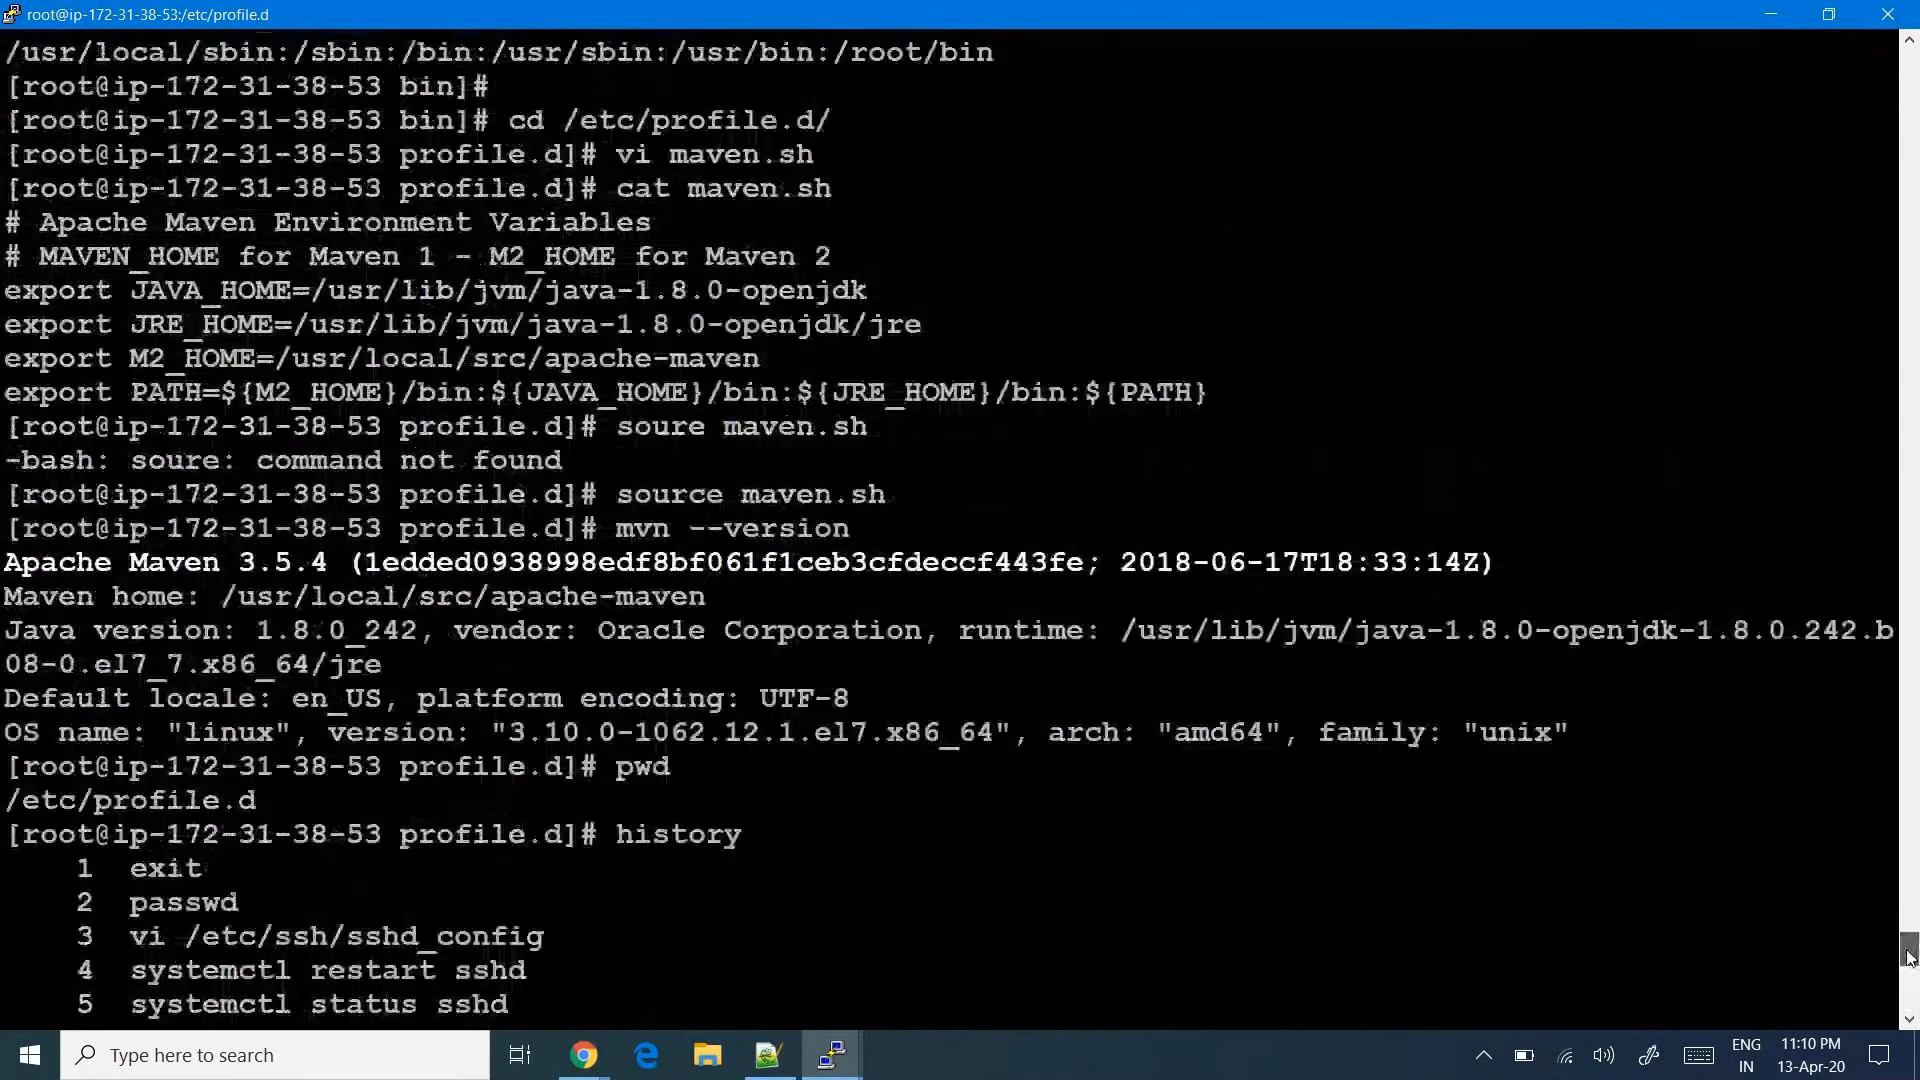 root@ip-172-31-38-53:/etc/profile.d
/usr/local/sbin:/sbin:/bin:/usr/sbin:/usr/bin:/root/bin
[root@ip-172-31-38-53 bin]#
[root@ip-172-31-38-53 bin]# cd /etc/profile.d/
[root@ip-172-31-38-53 profile.d]# vi maven.sh
[root@ip-172-31-38-53 profile.d]# cat maven.sh
# Apache Maven Environment Variables
# MAVEN_HOME for Maven 1 - M2_HOME for Maven 2
export JAVA_HOME=/usr/lib/jvm/java-1.8.0-openjdk
export JRE_HOME=/usr/lib/jvm/java-1.8.0-openjdk/jre
export M2_HOME=/usr/local/src/apache-maven
export PATH=${M2_HOME}/bin:${JAVA_HOME}/bin:${JRE_HOME}/bin:${PATH}
[root@ip-172-31-38-53 profile.d]# soure maven.sh
-bash: soure: command not found
[root@ip-172-31-38-53 profile.d]# source maven.sh
[root@ip-172-31-38-53 profile.d]# mvn --version
Apache Maven 3.5.4 (1edded0938998edf8bf061f1ceb3cfdeccf443fe; 2018-06-17T18:33:14Z)
Maven home: /usr/local/src/apache-maven
Java version: 1.8.0_242, vendor: Oracle Corporation, runtime: /usr/lib/jvm/java-1.8.0-openjdk-1.8.0.242.b
08-0.el7_7.x86_64/jre
Default locale: en_US, platform encoding: UTF-8
OS name: "linux", version: "3.10.0-1062.12.1.el7.x86_64", arch: "amd64", family: "unix"
[root@ip-172-31-38-53 profile.d]# pwd
/etc/profile.d
[root@ip-172-31-38-53 profile.d]# history
1 exit
2 passwd
3 vi /etc/ssh/sshd_config
4 systemctl restart sshd
5 systemctl status sshd
Type here to search
ENG
IN
11:10 PM
13-Apr-20